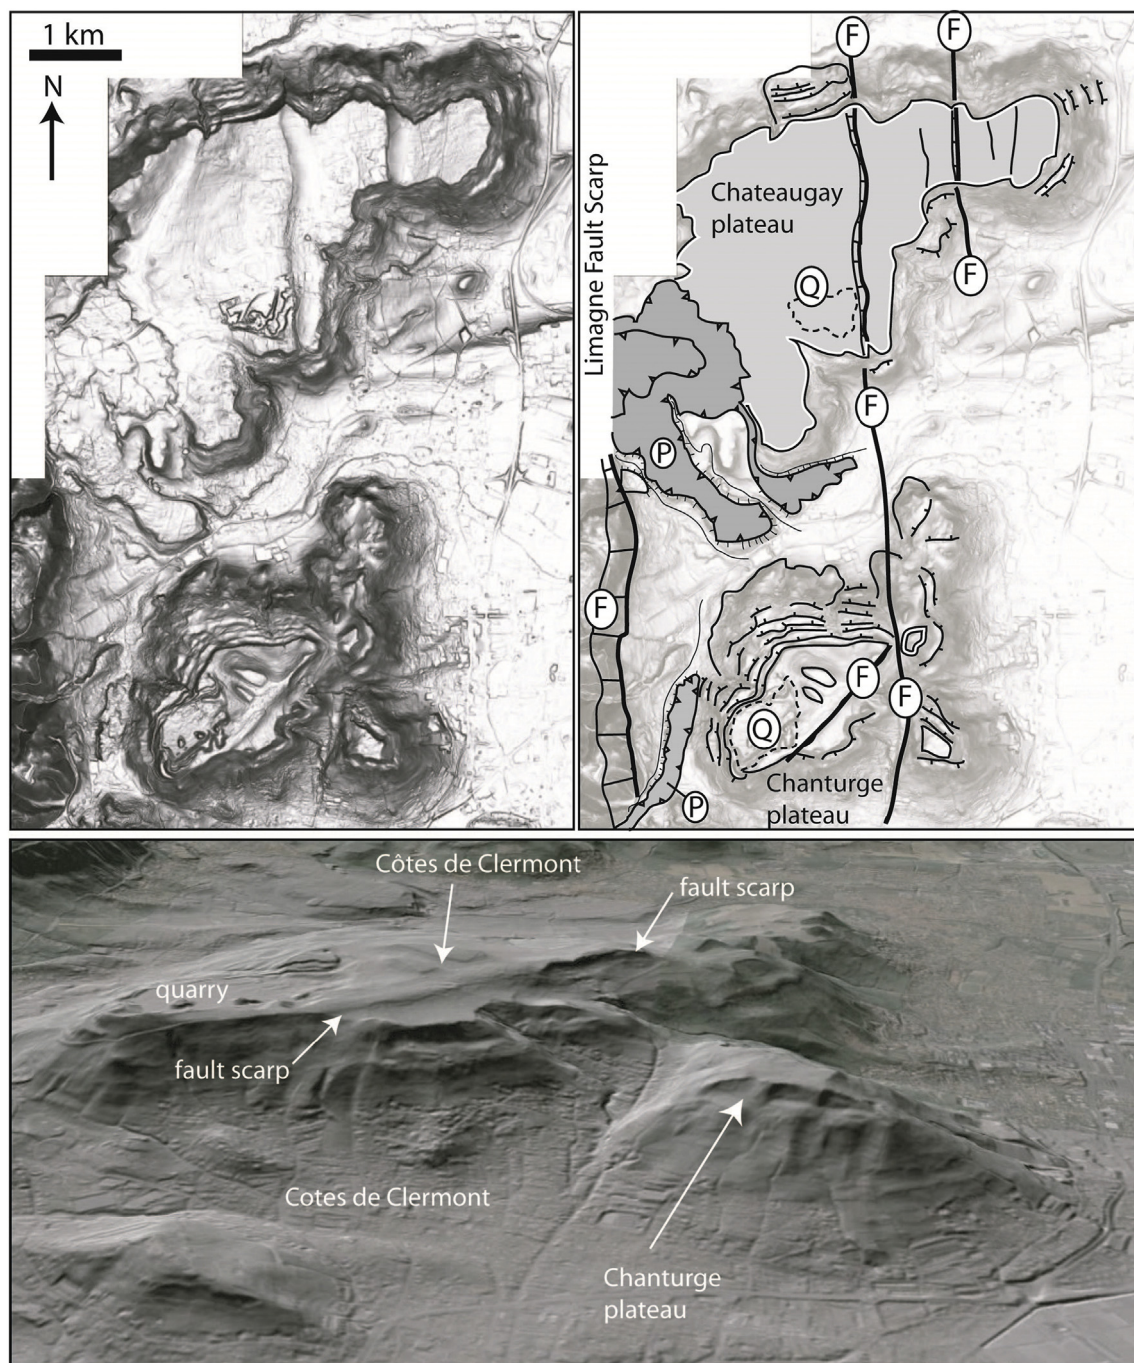 1 km
N
F
F
Limagne Fault Scarp
Chateaugay
plateau
F
Q
F
P
F
F
F
Q
Chanturge
plateau
P
Côtes de Clermont
fault scarp
quarry
fault scarp
Cotes de Clermont
Chanturge
plateau